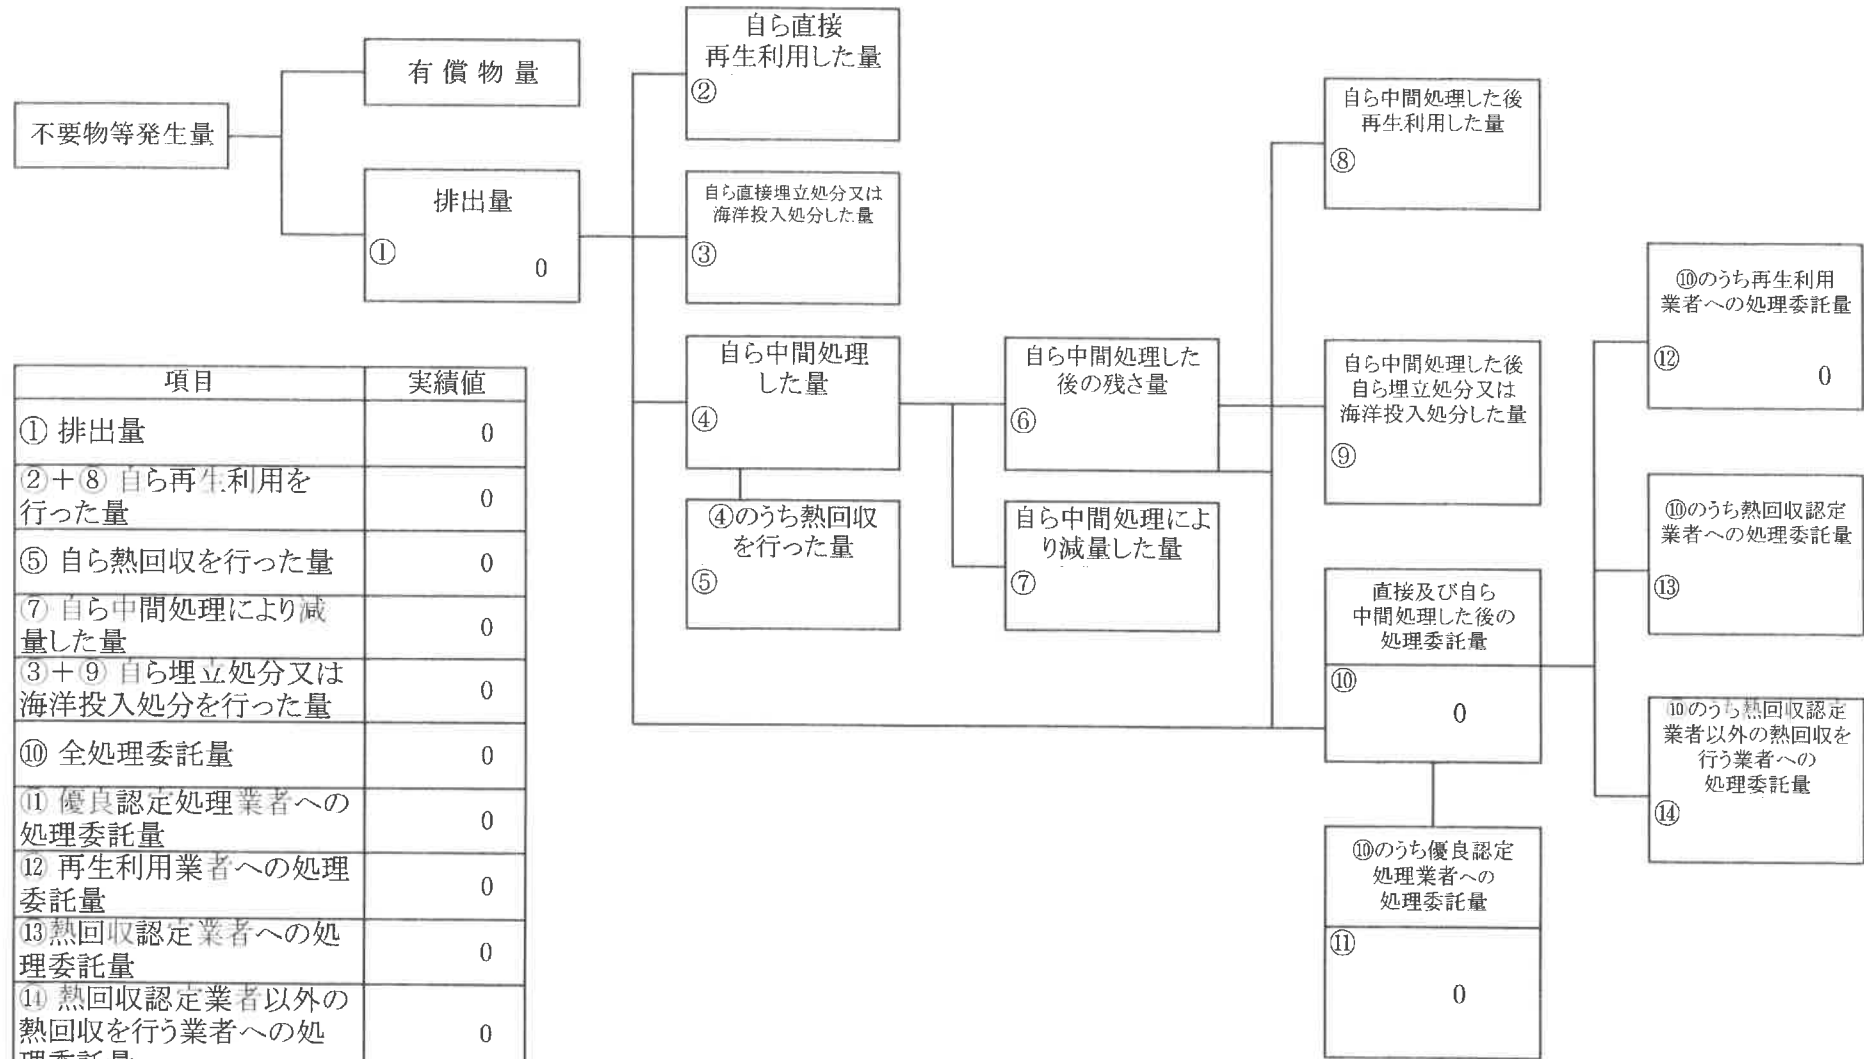 不要物等発生量
有償物量
排出量
①
0
自ら直接
再生利用した量
②
自ら直接埋立処分又は
海洋投入処分した量
③
自ら中間処理
した量
④
④のうち熱回収
を行った量
⑤
自ら中間処理した
後の残さ量
⑥
自ら中間処理によ
り減量した量
⑦
自ら中間処理した後
再生利用した量
⑧
自ら中間処理した後
自ら埋立処分又は
海洋投入処分した量
⑨
直接及び自ら
中間処理した後の
処理委託量
⑩
0
⑩のうち優良認定
処理業者への
処理委託量
⑪
0
⑩のうち再生利用
業者への処理委託量
⑫
0
⑩のうち熱回収認定
業者への処理委託量
⑬
⑩のうち熱回収認定
業者以外の熱回収を
行う業者への
処理委託量
⑭
項目 実績値
① 排出量 0
②+⑧ 自ら再生利用を
行った量 0
⑤ 自ら熱回収を行った量 0
⑦ 自ら中間処理により減
量した量 0
③+⑨ 自ら埋立処分又は
海洋投入処分を行った量 0
⑩ 全処理委託量 0
⑪ 優良認定処理業者への
処理委託量 0
⑫ 再生利用業者への処理
委託量 0
⑬熱回収認定業者への処
理委託量 0
⑭ 熱回収認定業者以外の
熱回収を行う業者への処 0
理委託量